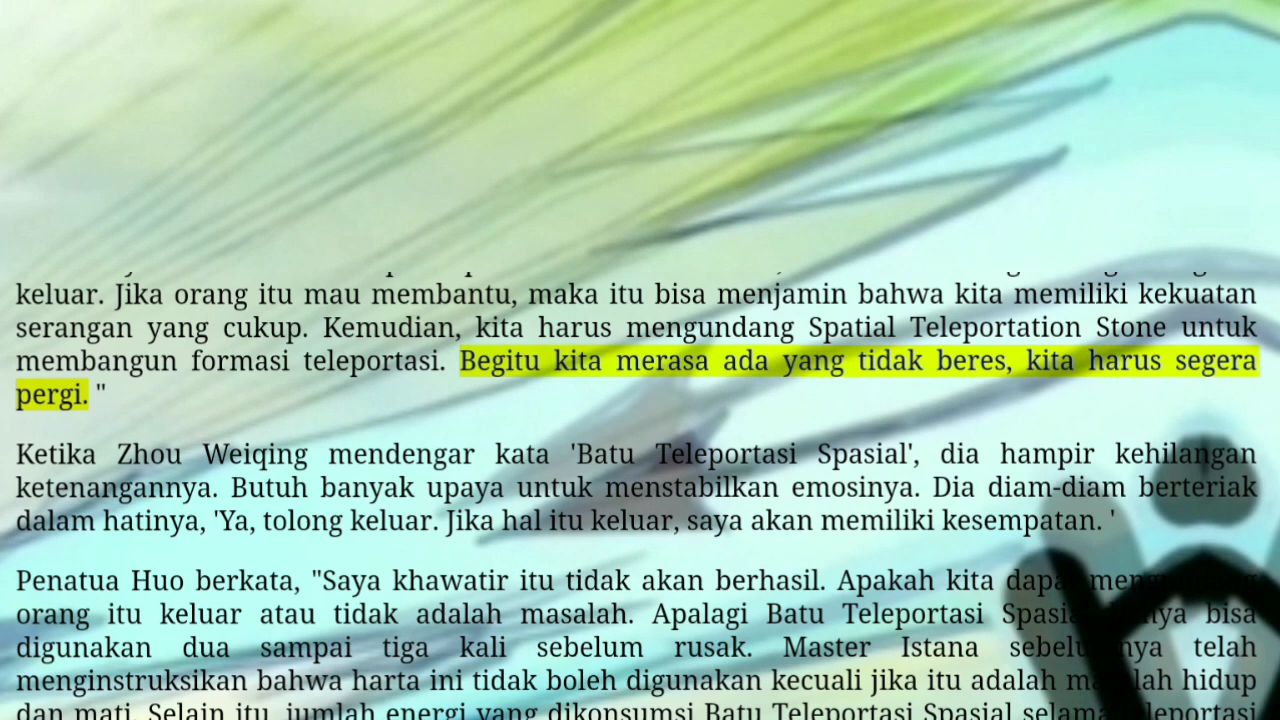 keluar. Jika orang itu mau membantu, maka itu bisa menjamin bahwa kita memiliki kekuatan
serangan yang cukup. Kemudian, kita harus mengundang Spatial Teleportation Stone untuk
membangun formasi teleportasi. Begitu kita merasa ada yang tidak beres, kita harus segera
pergi. "
Ketika Zhou Weiqing mendengar kata 'Batu Teleportasi Spasial', dia hampir kehilangan
ketenangannya. Butuh banyak upaya untuk menstabilkan emosinya. Dia diam-diam berteriak
dalam hatinya, 'Ya, tolong keluar. Jika hal itu keluar, saya akan memiliki kesempatan. '
Penatua Huo berkata, "Saya khawatir itu tidak akan berhasil. Apakah kita
orang itu keluar atau tidak adalah masalah. Apalagi Batu Teleportasi bisa
digunakan dua sampai tiga kali sebelum rusak. Master Istana telah
menginstruksikan bahwa harta ini tidak boleh digunakan kecuali jika itu adalah hidup
dan mati. Selain itu, jumlah energi yang dikonsumsi Batu Teleportasi Spasial